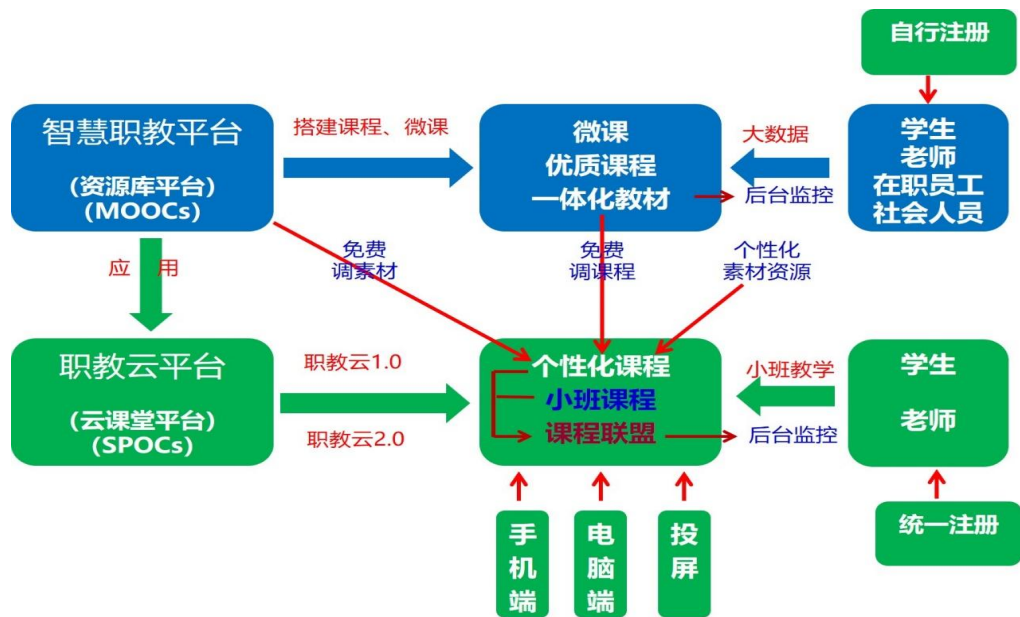 自行注册
智慧职教平台
(资源库平台)
(MOOCs)
搭建课程、微课
微课
优质课程
一体化教材
大数据
后台监控
学生
老师
在职员工
社会人员
应 用
免费
调素材
免费
调课程
个性化
素材资源
职教云平台
(云课堂平台)
(SPOCs)
职教云1.0
职教云2.0
个性化课程
小班课程
课程联盟
小班教学
后台监控
学生
老师
手机端
电脑端
投屏
统一注册